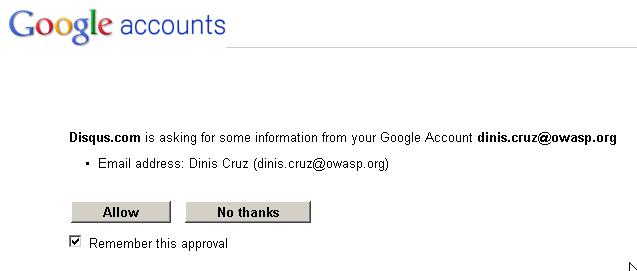 Google accounts
Disqus.com is asking for some information from your Google Account dinis.cruz@owasp.org
• Email address: Dinis Cruz (dinis.cruz@owasp.org)
Allow No thanks
Remember this approval